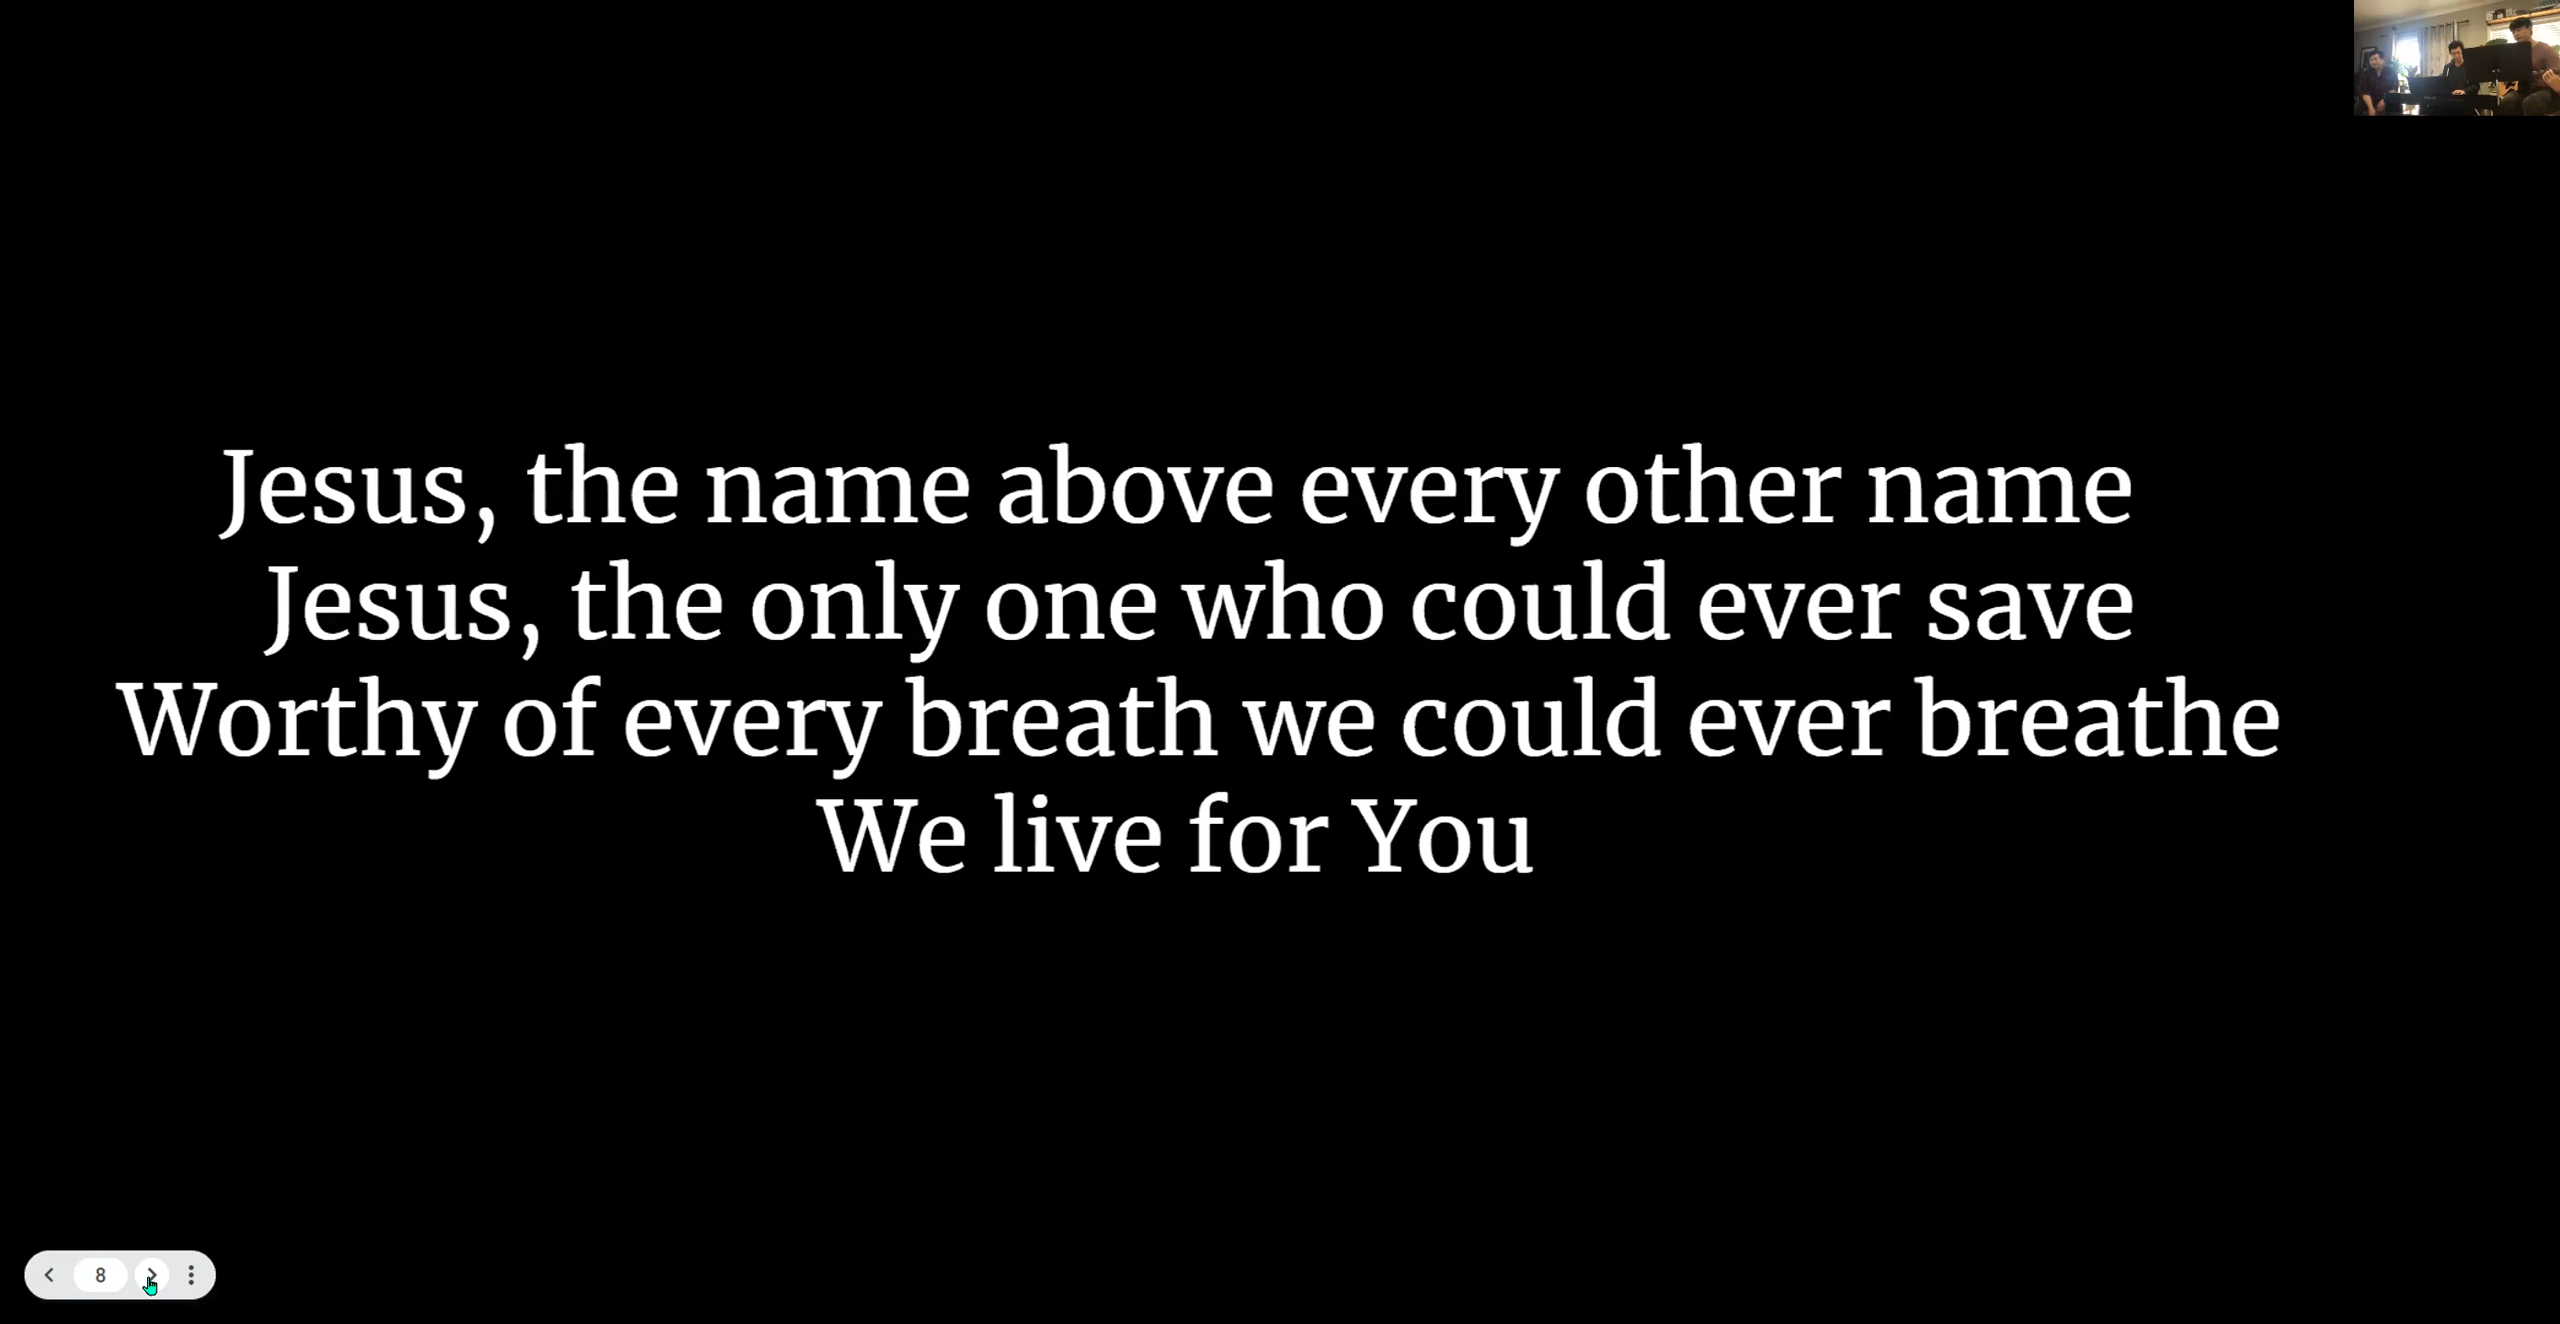 Jesus, the name above every other name
Jesus, the only one who could ever save
Worthy of every breath we could ever breathe
We live for You
8